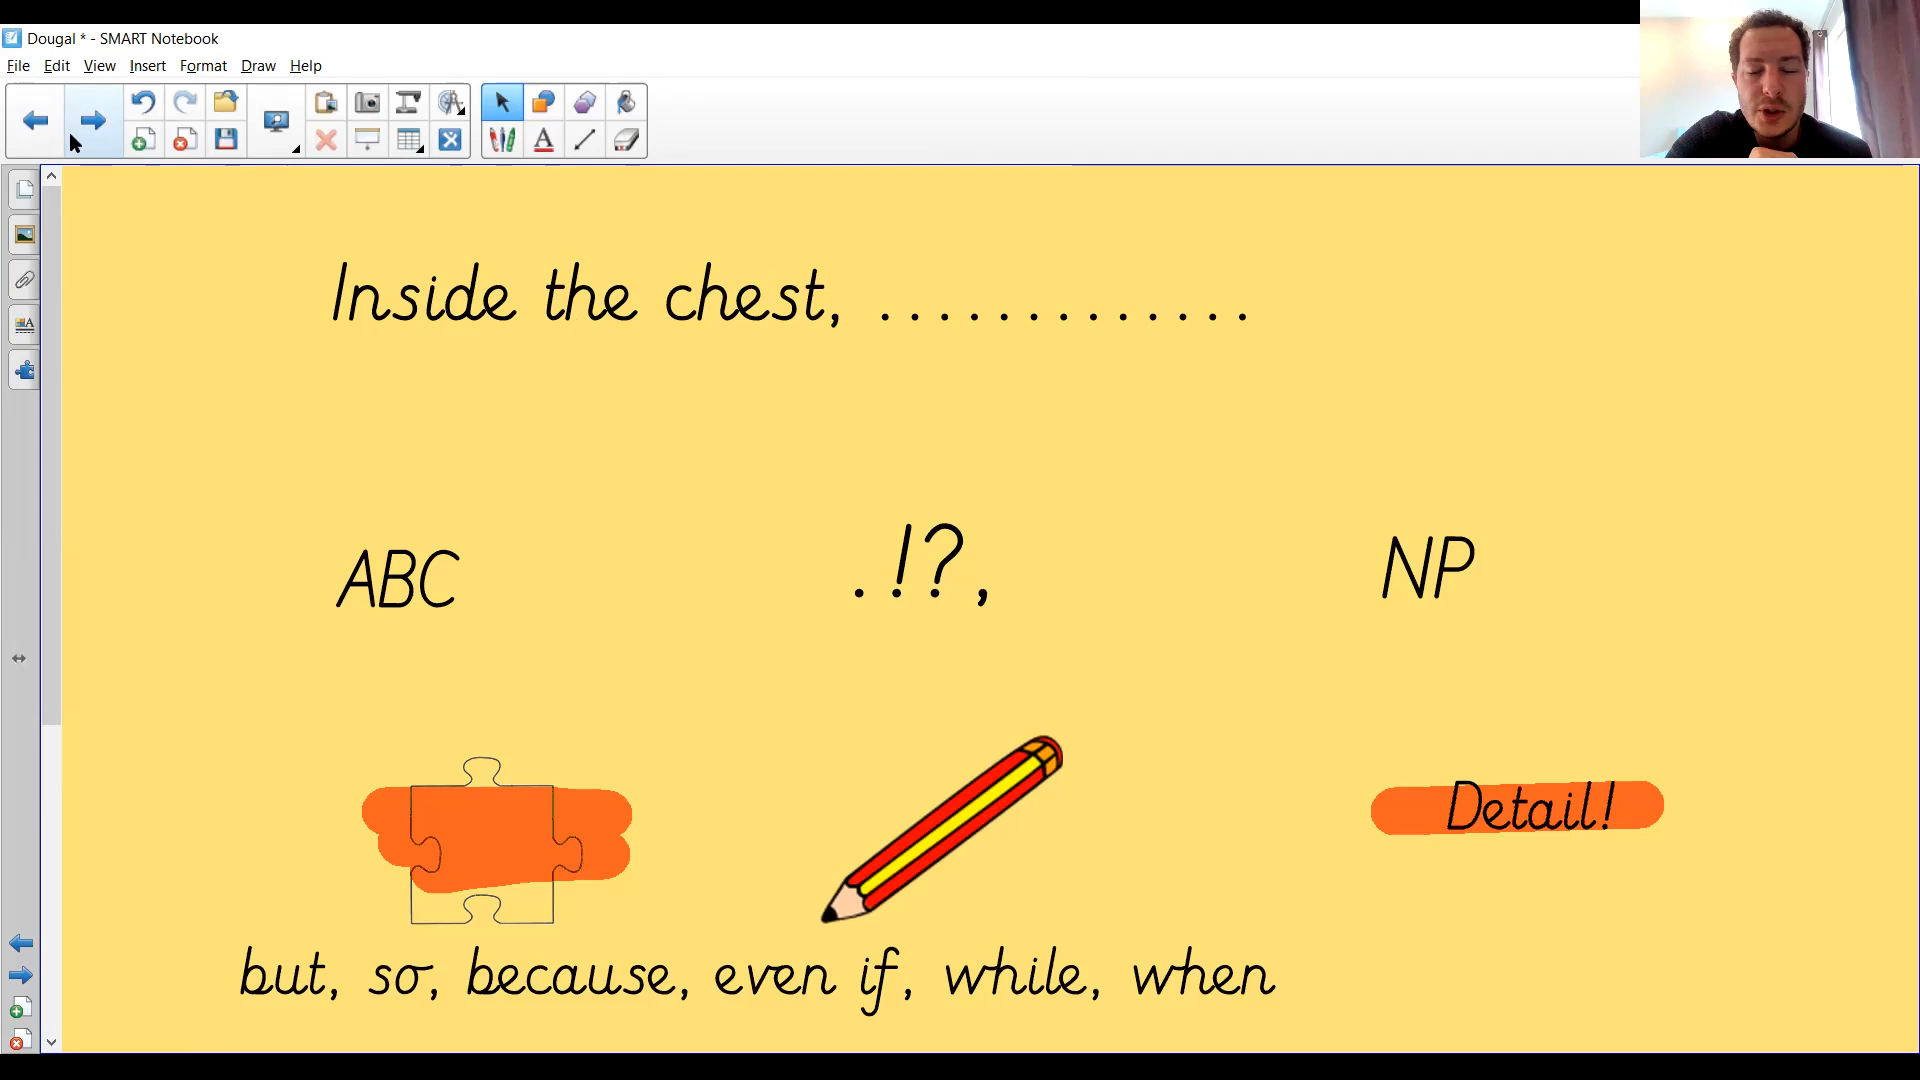 Dougal * - SMART Notebook
File Edit View Insert Format Draw Help
Inside the chest, .............
ABC
.!?,
NP
Detail!
but, so, because, even if, while, when